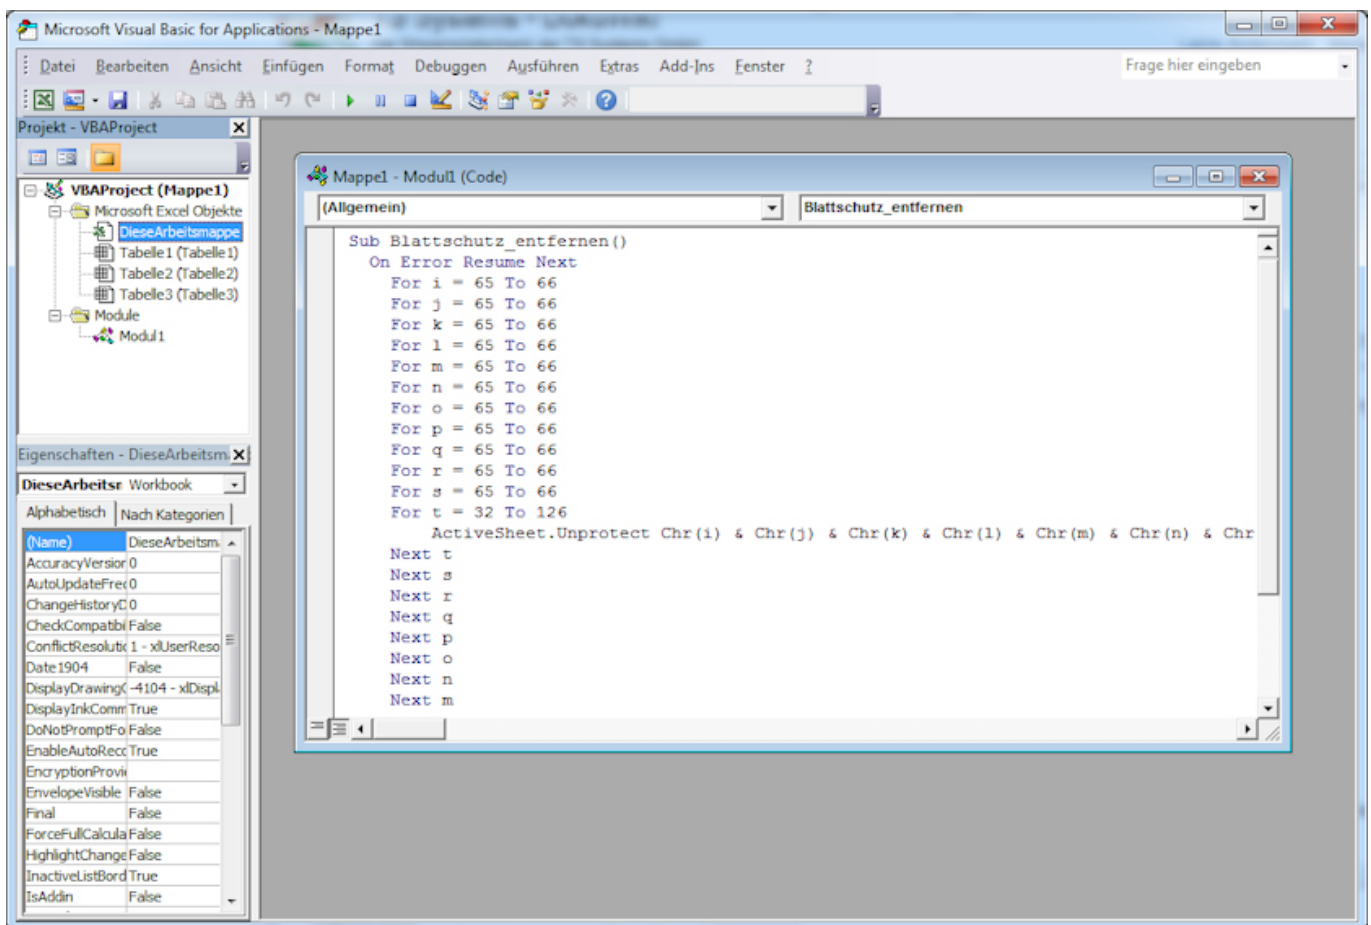 Microsoft Visual Basic for Applications - Mappe1
Datei Bearbeiten Ansicht Einfügen Format Debuggen Ausführen Extras Add-Ins Fenster ?
Frage hier eingeben
Projekt - VBAProject
VBAProject (Mappe1)
Microsoft Excel Objekte
DieseArbeitsmappe
Tabelle1 (Tabelle1)
Tabelle2 (Tabelle2)
Tabelle3 (Tabelle3)
Module
Modul1
Eigenschaften - DieseArbeitsm
DieseArbeitsr Workbook
Alphabetisch Nach Kategorien
(Name) DieseArbeitsm
AccuracyVersior 0
AutoUpdateFrec 0
ChangeHistoryD 0
CheckCompatibi False
ConflictResolutic 1 - xlUserReso
Date1904 False
DisplayDrawingC -4104 - xlDispl
DisplayInkComm True
DoNotPromptFo False
EnableAutoRecc True
EncryptionProvi
EnvelopeVisible False
Final False
ForceFullCalcula False
HighlightChange False
InactiveListBord True
IsAddin False
Mappe1 - Modul1 (Code)
(Allgemein) Blattschutz_entfernen
Sub Blattschutz_entfernen()
On Error Resume Next
For i = 65 To 66
For j = 65 To 66
For k = 65 To 66
For l = 65 To 66
For m = 65 To 66
For n = 65 To 66
For o = 65 To 66
For p = 65 To 66
For q = 65 To 66
For r = 65 To 66
For s = 65 To 66
For t = 32 To 126
ActiveSheet.Unprotect Chr(i) & Chr(j) & Chr(k) & Chr(l) & Chr(m) & Chr(n) & Chr
Next t
Next s
Next r
Next q
Next p
Next o
Next n
Next m